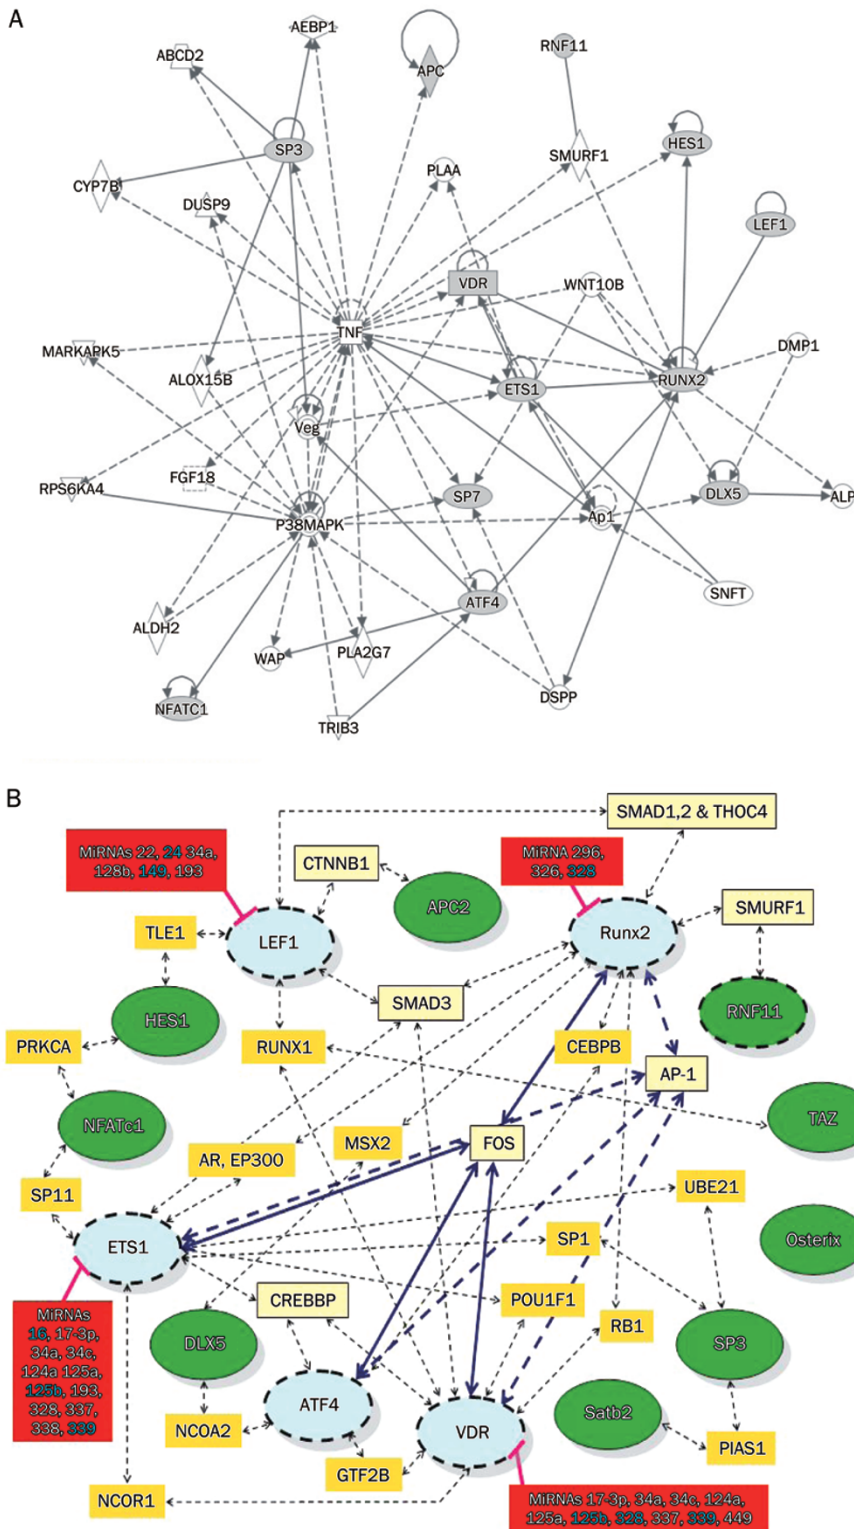 A
AEBP1
ABCD2
APC
RNF11
SP3
HES1
PLAA
SMURF1
CYP7B
DUSP9
LEF1
VDR
WNT10B
TNF
MARKAPK5
DMP1
ALOX15B
RUNX2
ETS1
Veg
FGF18
RPS6KA4
SP7
DLX5
ALP
P38MAPK
Ap1
SNFT
ATF4
ALDH2
WAP
PLA2G7
DSPP
NFATC1
TRIB3
B
SMAD1,2 & THOC4
MiRNAs 22, 24 34a,
128b, 149, 193
CTNNB1
MiRNA 296,
326, 328
APC2
SMURF1
TLE1
LEF1
Runx2
SMAD3
RNF11
HES1
PRKCA
RUNX1
CEBPB
AP-1
NFATc1
TAZ
MSX2
FOS
AR, EP300
SP11
UBE21
ETS1
SP1
Osterix
CREBBP
POU1F1
MiRNAs
16, 17-3p,
34a, 34c,
124a 125a,
125b, 193,
328, 337,
338, 339
DLX5
RB1
SP3
ATF4
Satb2
NCOA2
VDR
PIAS1
GTF2B
NCOR1
MiRNAs 17-3p, 34a, 34c, 124a,
125a, 125b, 328, 337, 339, 449